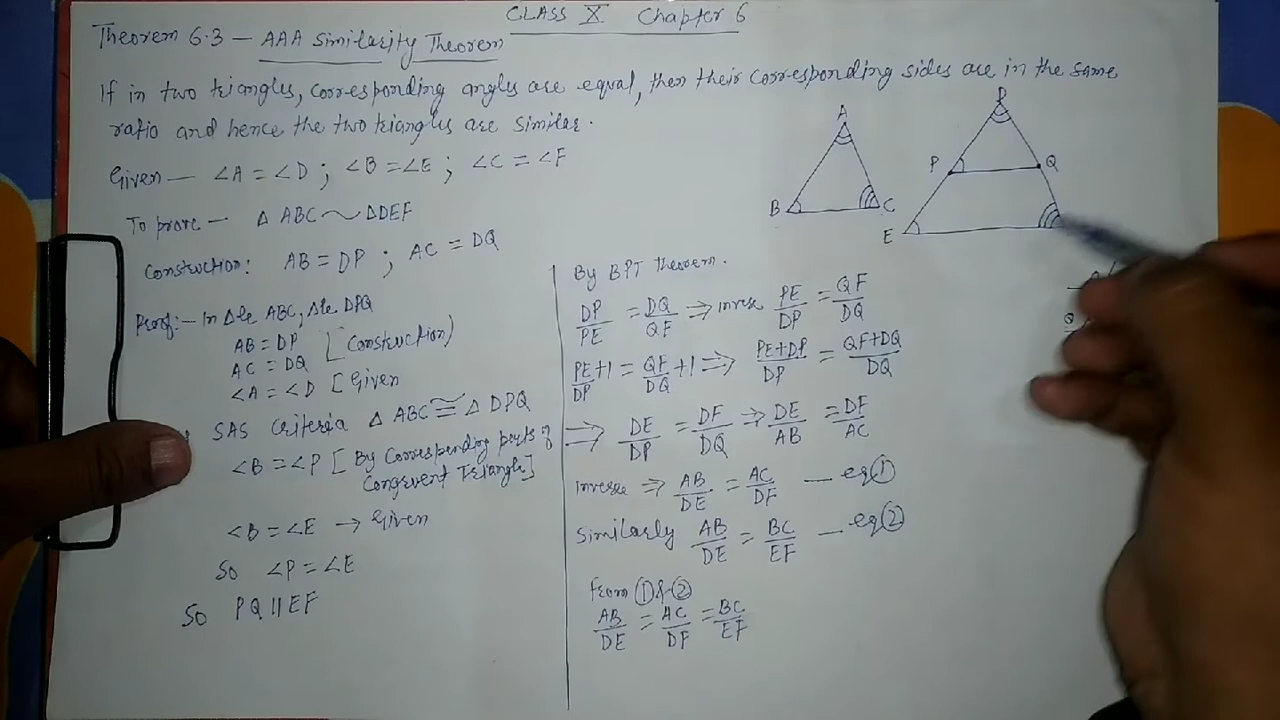 CLASS X Chapter 6
Theorem 6.3 — AAA Similarity Theorem
If in two triangles, corresponding angles are equal, then their corresponding sides are in the same
ratio and hence the two triangles are similar.
Given — ∠A = ∠D ; ∠B = ∠E ; ∠C = ∠F
To prove — Δ ABC ~ ΔDEF
Construction: AB = DP ; AC = DQ
Proof:- In Δle ABC, Δle DPQ
AB = DP [Construction)
AC = DQ
∠A = ∠D [Given
SAS criteria Δ ABC ≅ Δ DPQ
∠B = ∠P [By Corresponding parts of
Congruent Triangle]
∠B = ∠E → Given
So ∠P = ∠E
So PQ || EF
By BPT theorem.
DP/PE = DQ/QF ⇒ inverse PE/DP = QF/DQ
PE/DP + 1 = QF/DQ + 1 ⇒ PE+DP/DP = QF+DQ/DQ
⇒ DE/DP = DF/DQ ⇒ DE/AB = DF/AC
inverse ⇒ AB/DE = AC/DF — eq ①
Similarly AB/DE = BC/EF — eq ②
from ① & ②
AB/DE = AC/DF = BC/EF
A
B
C
D
P
Q
E